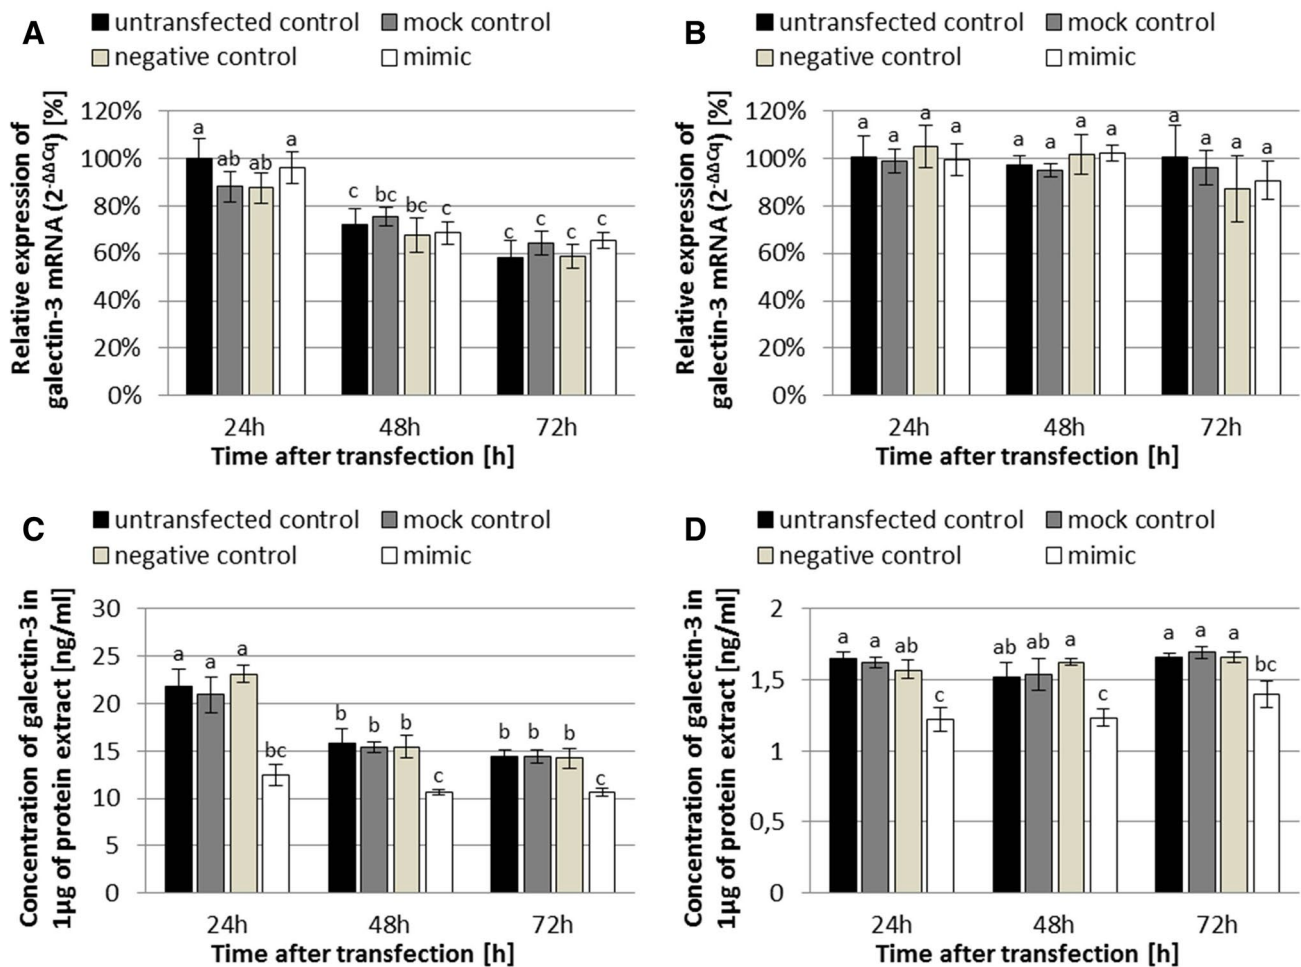 A
untransfected control mock control
negative control mimic
Relative expression of
galectin-3 mRNA (2^-ΔΔCq) [%]
120%
100%
80%
60%
40%
20%
0%
a ab ab a
c bc bc c
c c c c
24h 48h 72h
Time after transfection [h]
B
untransfected control mock control
negative control mimic
Relative expression of
galectin-3 mRNA (2^-ΔΔCq) [%]
120%
100%
80%
60%
40%
20%
0%
a a a a
a a a a
a a a a
24h 48h 72h
Time after transfection [h]
C
untransfected control mock control
negative control mimic
Concentration of galectin-3 in
1µg of protein extract [ng/ml]
30
25
20
15
10
5
0
a a a bc
b b b c
b b b c
24h 48h 72h
Time after transfection [h]
D
untransfected control mock control
negative control mimic
Concentration of galectin-3 in
1µg of protein extract [ng/ml]
2
1,5
1
0,5
0
a a ab c
ab ab a c
a a a bc
24h 48h 72h
Time after transfection [h]